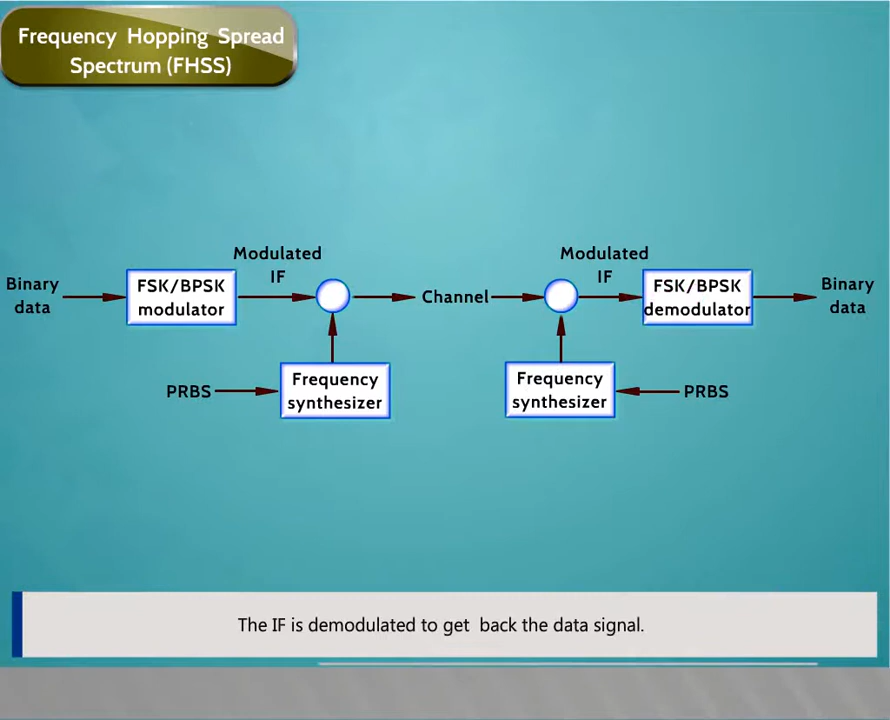 Frequency Hopping Spread
Spectrum (FHSS)
Modulated
IF
Modulated
IF
Binary
data
FSK/BPSK
modulator
Channel
FSK/BPSK
demodulator
Binary
data
PRBS
Frequency
synthesizer
Frequency
synthesizer
PRBS
The IF is demodulated to get back the data signal.